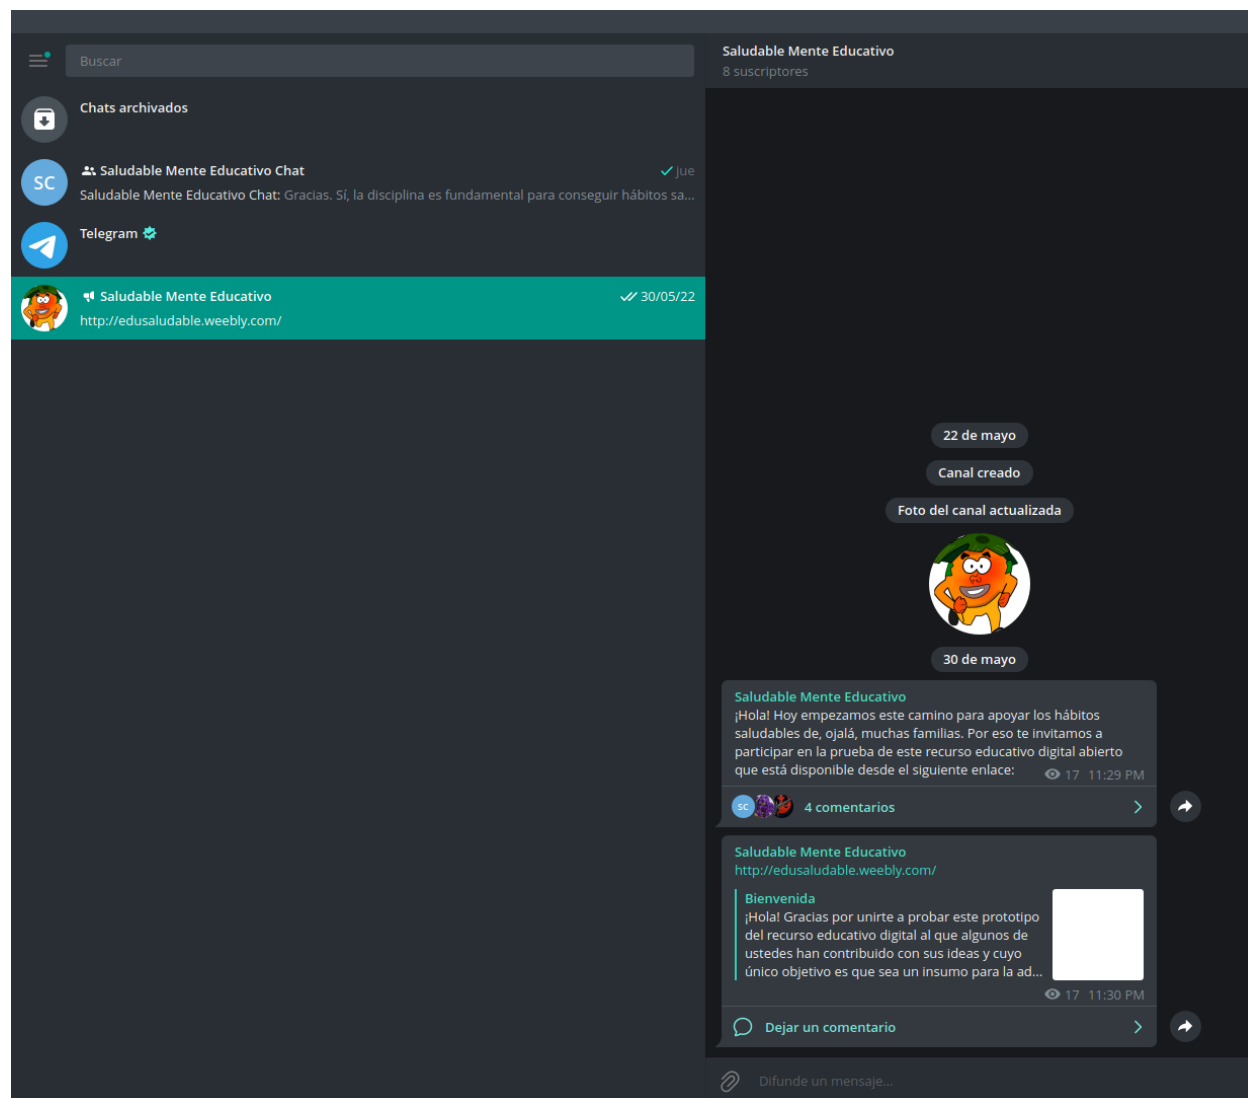 Buscar
Chats archivados
SC
Saludable Mente Educativo Chat
jue
Saludable Mente Educativo Chat: Gracias. Sí, la disciplina es fundamental para conseguir hábitos sa...
Telegram
Saludable Mente Educativo
30/05/22
http://edusaludable.weebly.com/
Saludable Mente Educativo
8 suscriptores
22 de mayo
Canal creado
Foto del canal actualizada
30 de mayo
Saludable Mente Educativo
¡Hola! Hoy empezamos este camino para apoyar los hábitos
saludables de, ojalá, muchas familias. Por eso te invitamos a
participar en la prueba de este recurso educativo digital abierto
que está disponible desde el siguiente enlace:
17 11:29 PM
SC
4 comentarios
Saludable Mente Educativo
http://edusaludable.weebly.com/
Bienvenida
¡Hola! Gracias por unirte a probar este prototipo
del recurso educativo digital al que algunos de
ustedes han contribuido con sus ideas y cuyo
único objetivo es que sea un insumo para la ad...
17 11:30 PM
Dejar un comentario
Difunde un mensaje...